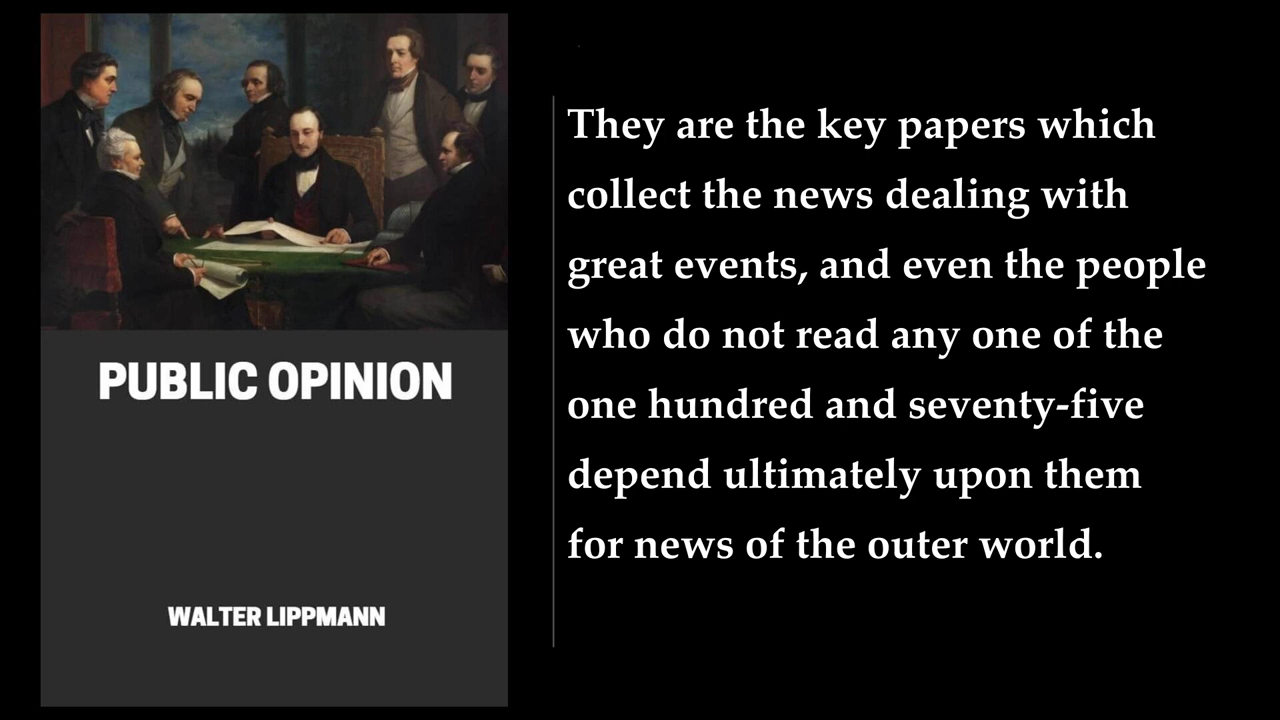 PUBLIC OPINION
WALTER LIPPMANN
They are the key papers which
collect the news dealing with
great events, and even the people
who do not read any one of the
one hundred and seventy-five
depend ultimately upon them
for news of the outer world.